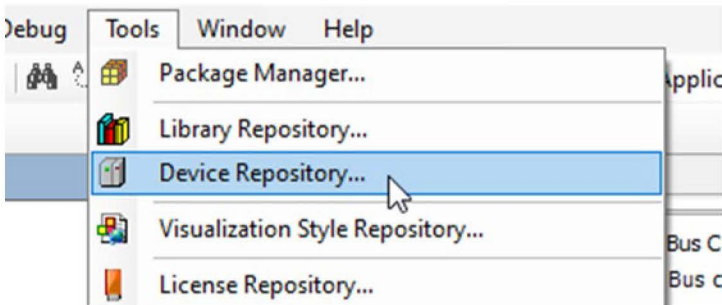 Debug Tools Window Help
Package Manager...
Applic
Library Repository...
Device Repository...
Visualization Style Repository...
Bus C
License Repository...
Bus c